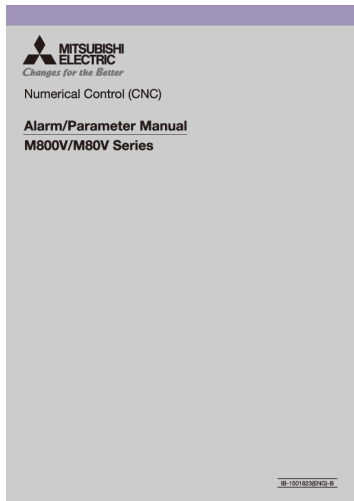 MITSUBISHI
ELECTRIC
Changes for the Better
Numerical Control (CNC)
Alarm/Parameter Manual
M800V/M80V Series
IB-1501623(ENG)-B